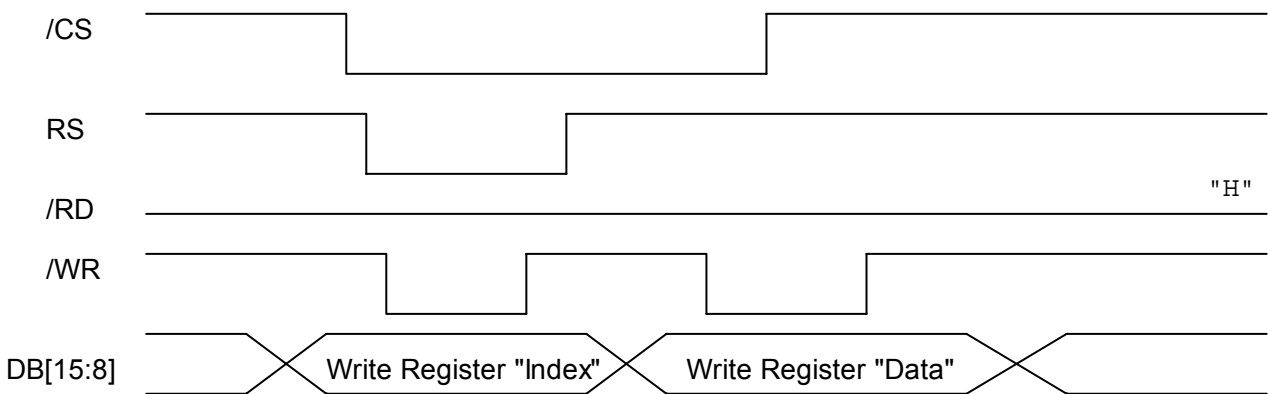 /CS
RS
"H"
/RD
/WR
DB[15:8] Write Register "Index" Write Register "Data"